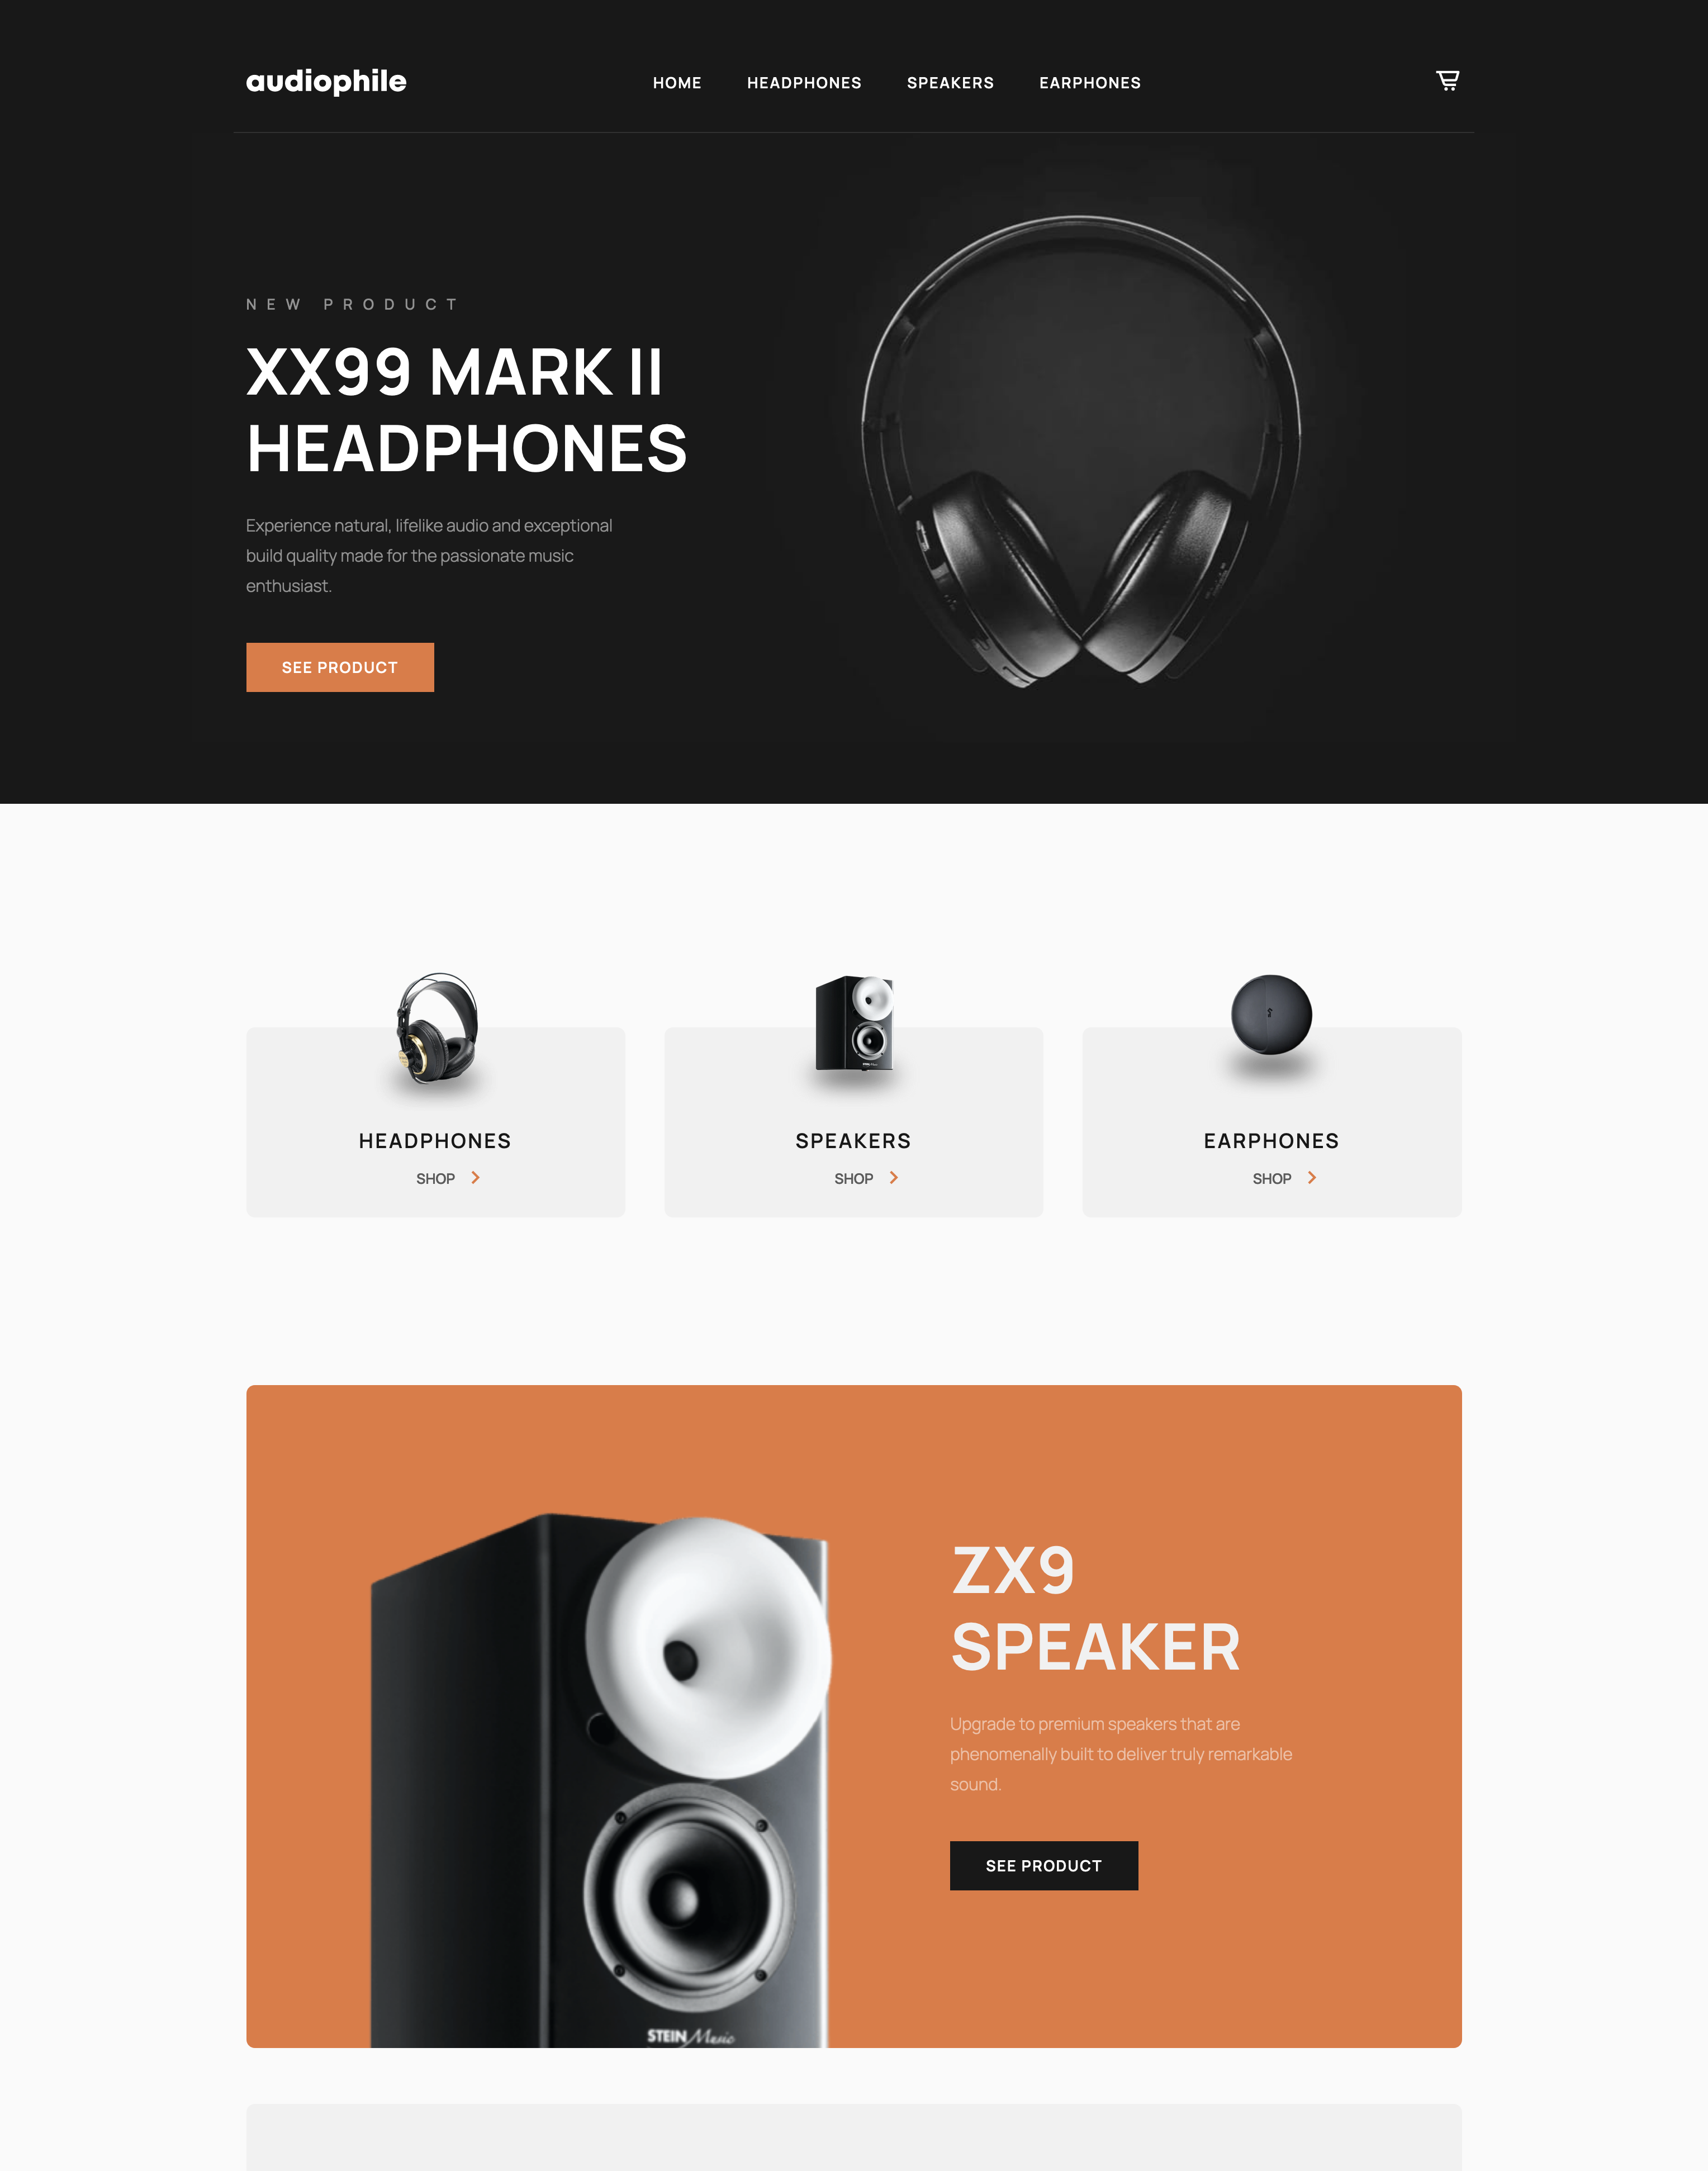 audiophile
HOME
HEADPHONES
SPEAKERS
EARPHONES
NEW PRODUCT
XX99 MARK II
HEADPHONES
Experience natural, lifelike audio and exceptional
build quality made for the passionate music
enthusiast.
SEE PRODUCT
HEADPHONES
SHOP
SPEAKERS
SHOP
EARPHONES
SHOP
ZX9
SPEAKER
Upgrade to premium speakers that are
phenomenally built to deliver truly remarkable
sound.
SEE PRODUCT
STEIN Music